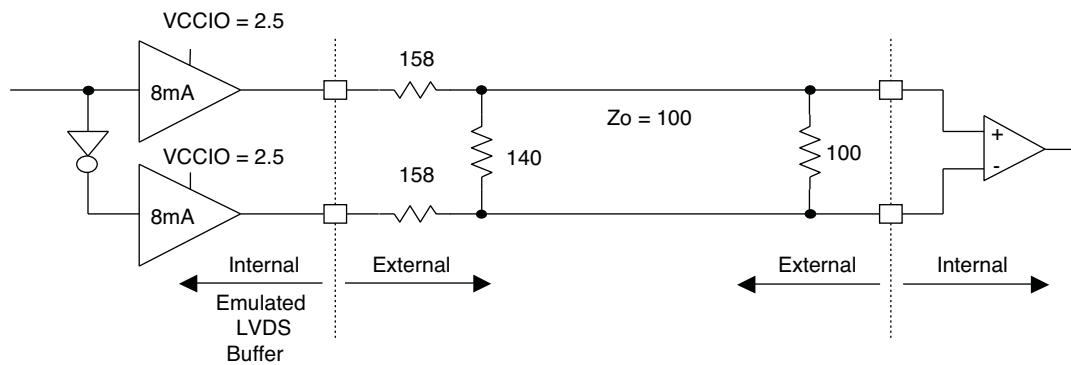 VCCIO = 2.5
158
8mA
Zo = 100
+
-
140
100
VCCIO = 2.5
158
8mA
Internal
External
External
Internal
Emulated
LVDS
Buffer